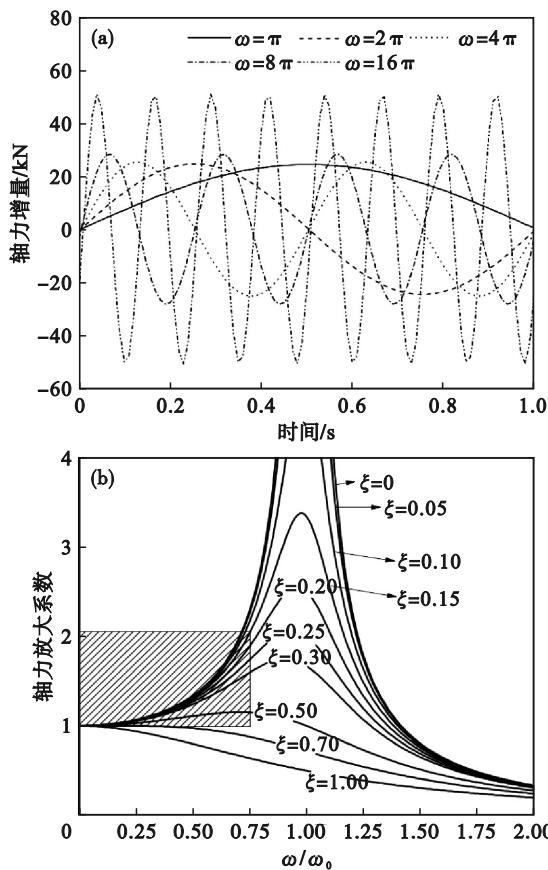 (a)
ω=π ω=2π ω=4π
ω=8π ω=16π
80
60
40
20
0
−20
−40
−60
轴力增量/kN
0 0.2 0.4 0.6 0.8 1.0
时间/s
(b)
4
3
2
1
轴力放大系数
ξ=0
ξ=0.05
ξ=0.10
ξ=0.15
ξ=0.20
ξ=0.25
ξ=0.30
ξ=0.50
ξ=0.70
ξ=1.00
0 0.25 0.50 0.75 1.00 1.25 1.50 1.75 2.00
ω/ω₀